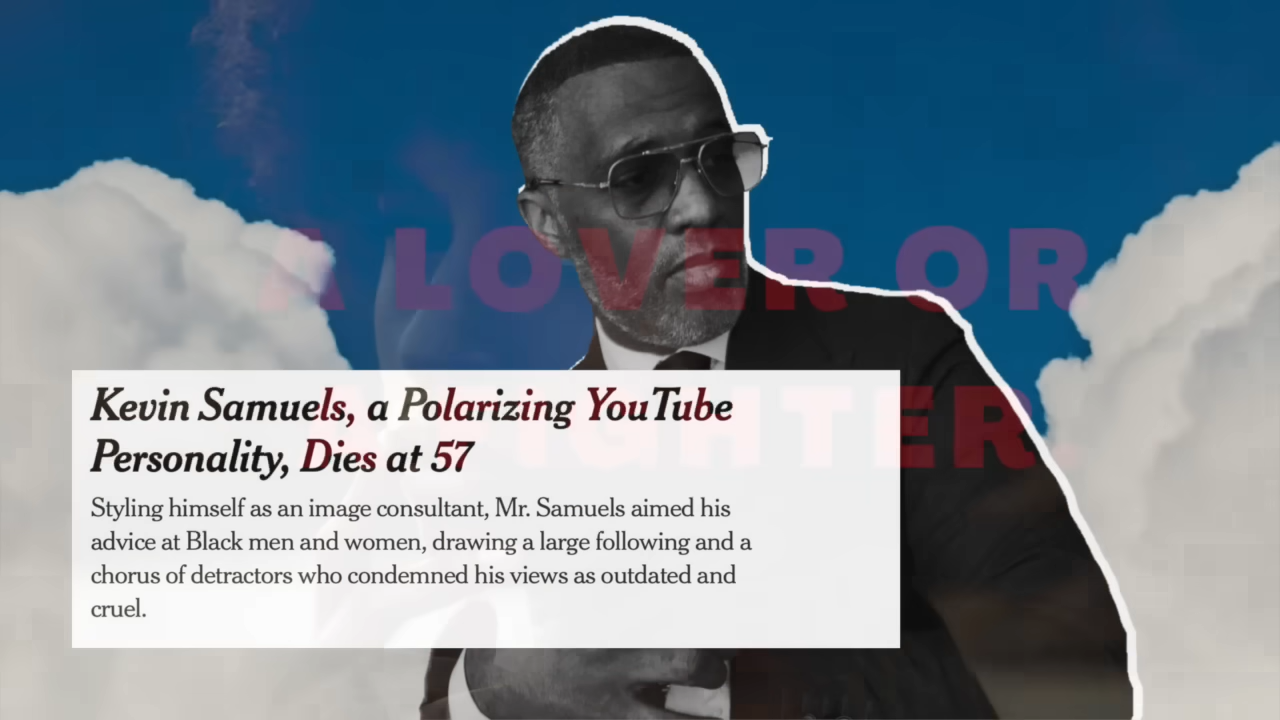 A LOVER OR
A FIGHTER.
Kevin Samuels, a Polarizing YouTube
Personality, Dies at 57
Styling himself as an image consultant, Mr. Samuels aimed his
advice at Black men and women, drawing a large following and a
chorus of detractors who condemned his views as outdated and
cruel.